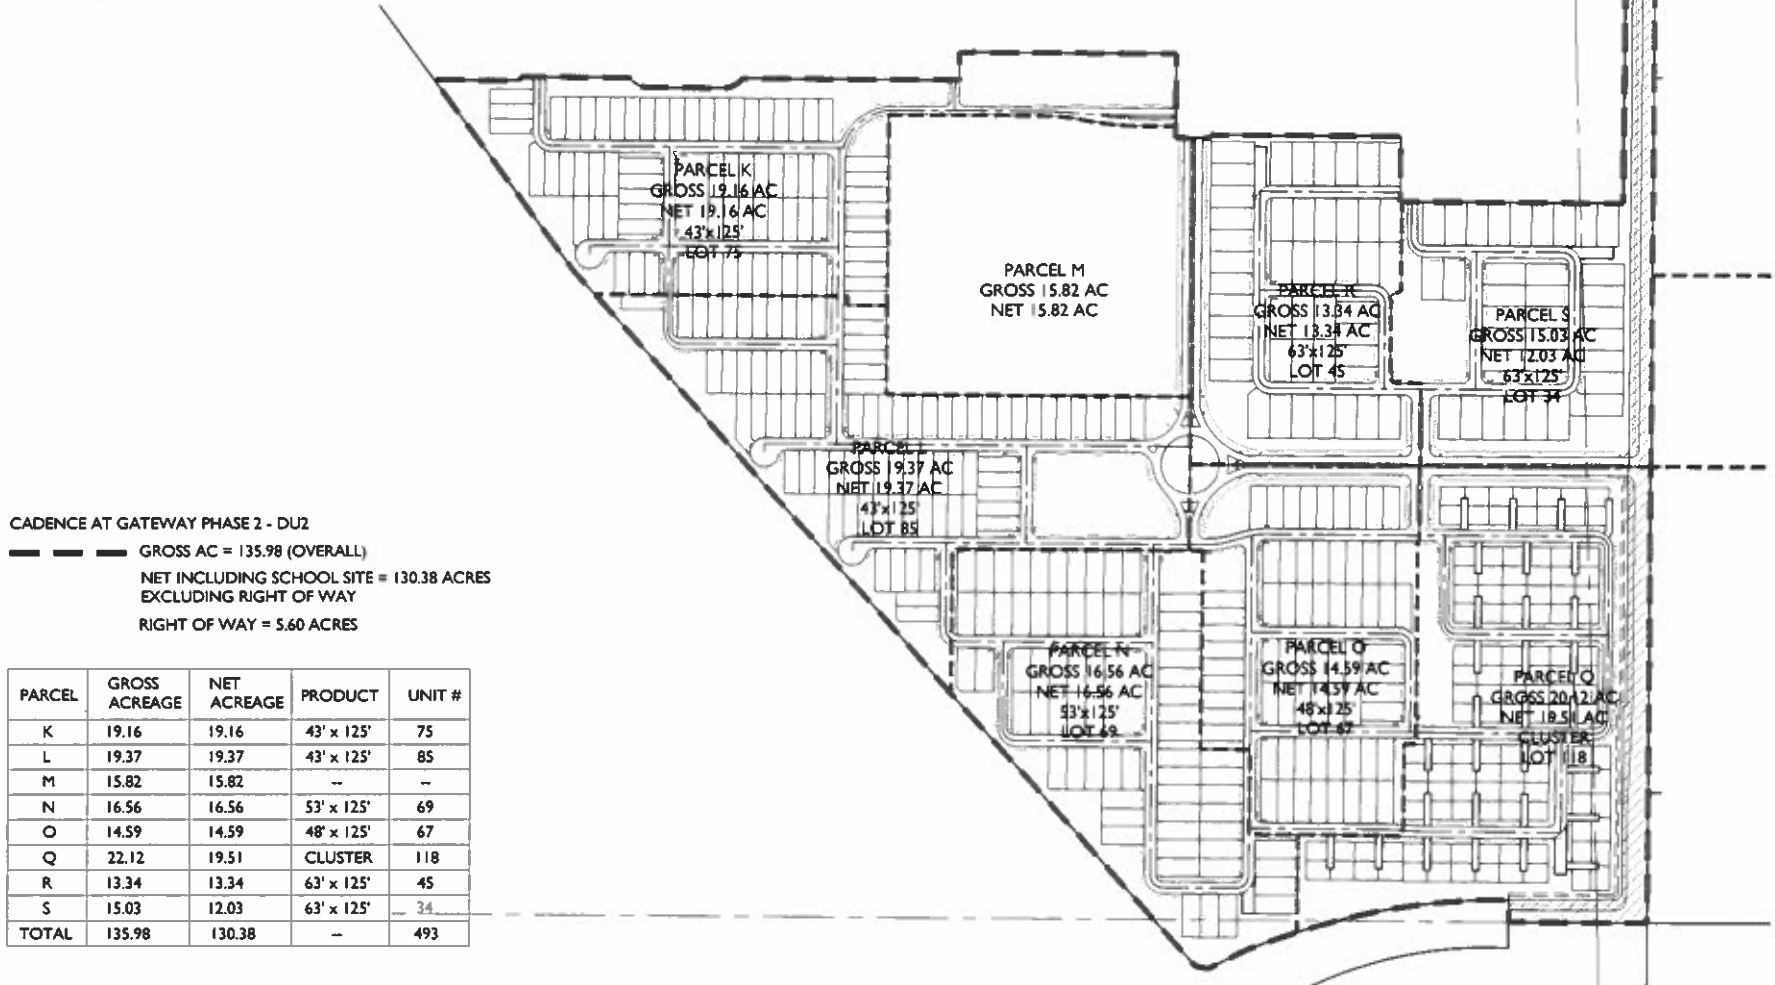 PARCEL K
GROSS 19.16 AC
NET 19.16 AC
43'x125'
LOT 75
PARCEL M
GROSS 15.82 AC
NET 15.82 AC
PARCEL R
GROSS 13.34 AC
NET 13.34 AC
63'x125'
LOT 45
PARCEL S
GROSS 15.03 AC
NET 12.03 AC
63'x125'
LOT 34
PARCEL L
GROSS 19.37 AC
NET 19.37 AC
43'x125'
LOT 85
PARCEL N
GROSS 16.56 AC
NET 16.56 AC
53'x125'
LOT 69
PARCEL O
GROSS 14.59 AC
NET 14.59 AC
48'x125'
LOT 67
PARCEL Q
GROSS 20.12 AC
NET 19.51 AC
CLUSTER
LOT 118
CADENCE AT GATEWAY PHASE 2 - DU2
GROSS AC = 135.98 (OVERALL)
NET INCLUDING SCHOOL SITE = 130.38 ACRES
EXCLUDING RIGHT OF WAY
RIGHT OF WAY = 5.60 ACRES
PARCEL GROSS ACREAGE NET ACREAGE PRODUCT UNIT #
K 19.16 19.16 43' x 125' 75
L 19.37 19.37 43' x 125' 85
M 15.82 15.82 -- --
N 16.56 16.56 53' x 125' 69
O 14.59 14.59 48' x 125' 67
Q 22.12 19.51 CLUSTER 118
R 13.34 13.34 63' x 125' 45
S 15.03 12.03 63' x 125' 34
TOTAL 135.98 130.38 -- 493